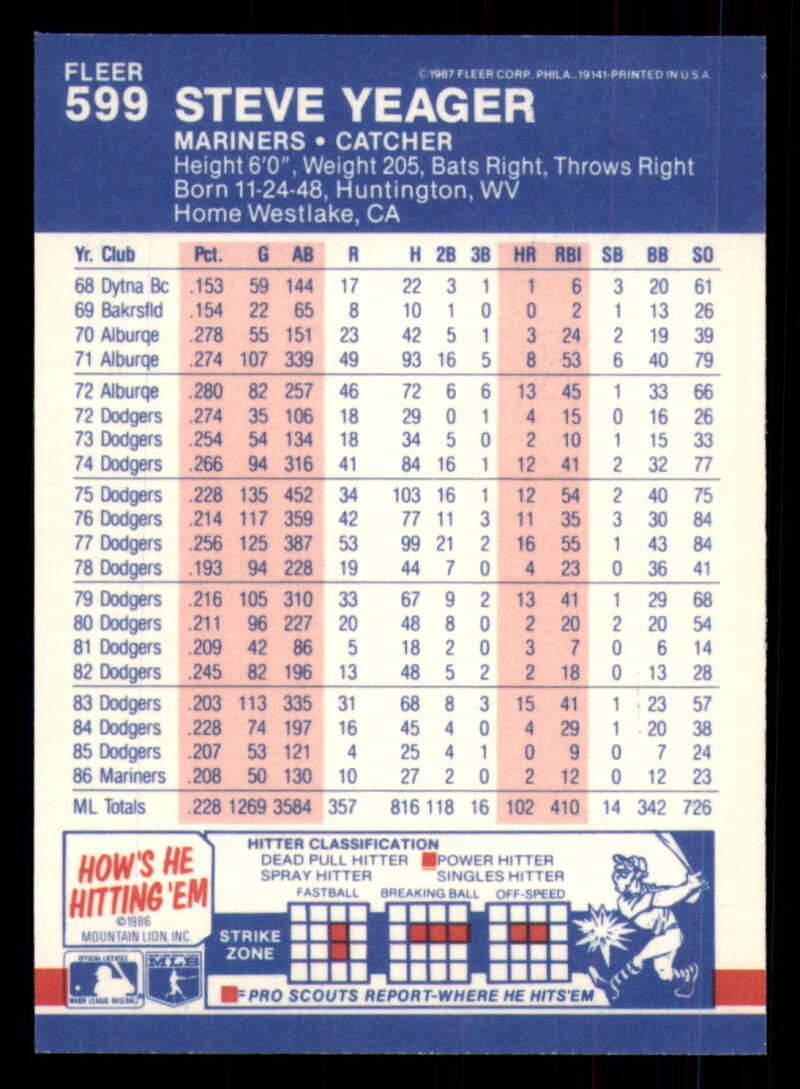 FLEER
©1987 FLEER CORP. PHILA., 19141-PRINTED IN U.S.A.
599 STEVE YEAGER
MARINERS • CATCHER
Height 6'0", Weight 205, Bats Right, Throws Right
Born 11-24-48, Huntington, WV
Home Westlake, CA
Yr. Club Pct. G AB R H 2B 3B HR RBI SB BB SO
68 Dytna Bc .153 59 144 17 22 3 1 1 6 3 20 61
69 Bakrsfld .154 22 65 8 10 1 0 0 2 1 13 26
70 Alburqe .278 55 151 23 42 5 1 3 24 2 19 39
71 Alburqe .274 107 339 49 93 16 5 8 53 6 40 79
72 Alburqe .280 82 257 46 72 6 6 13 45 1 33 66
72 Dodgers .274 35 106 18 29 0 1 4 15 0 16 26
73 Dodgers .254 54 134 18 34 5 0 2 10 1 15 33
74 Dodgers .266 94 316 41 84 16 1 12 41 2 32 77
75 Dodgers .228 135 452 34 103 16 1 12 54 2 40 75
76 Dodgers .214 117 359 42 77 11 3 11 35 3 30 84
77 Dodgers .256 125 387 53 99 21 2 16 55 1 43 84
78 Dodgers .193 94 228 19 44 7 0 4 23 0 36 41
79 Dodgers .216 105 310 33 67 9 2 13 41 1 29 68
80 Dodgers .211 96 227 20 48 8 0 2 20 2 20 54
81 Dodgers .209 42 86 5 18 2 0 3 7 0 6 14
82 Dodgers .245 82 196 13 48 5 2 2 18 0 13 28
83 Dodgers .203 113 335 31 68 8 3 15 41 1 23 57
84 Dodgers .228 74 197 16 45 4 0 4 29 1 20 38
85 Dodgers .207 53 121 4 25 4 1 0 9 0 7 24
86 Mariners .208 50 130 10 27 2 0 2 12 0 12 23
ML Totals .228 1269 3584 357 816 118 16 102 410 14 342 726
HOW'S HE
HITTING 'EM
©1986
MOUNTAIN LION, INC.
HITTER CLASSIFICATION
DEAD PULL HITTER POWER HITTER
SPRAY HITTER SINGLES HITTER
FASTBALL BREAKING BALL OFF-SPEED
STRIKE
ZONE
=PRO SCOUTS REPORT-WHERE HE HITS'EM
OFFICIAL LICENSEE
MAJOR LEAGUE BASEBALL
MLB